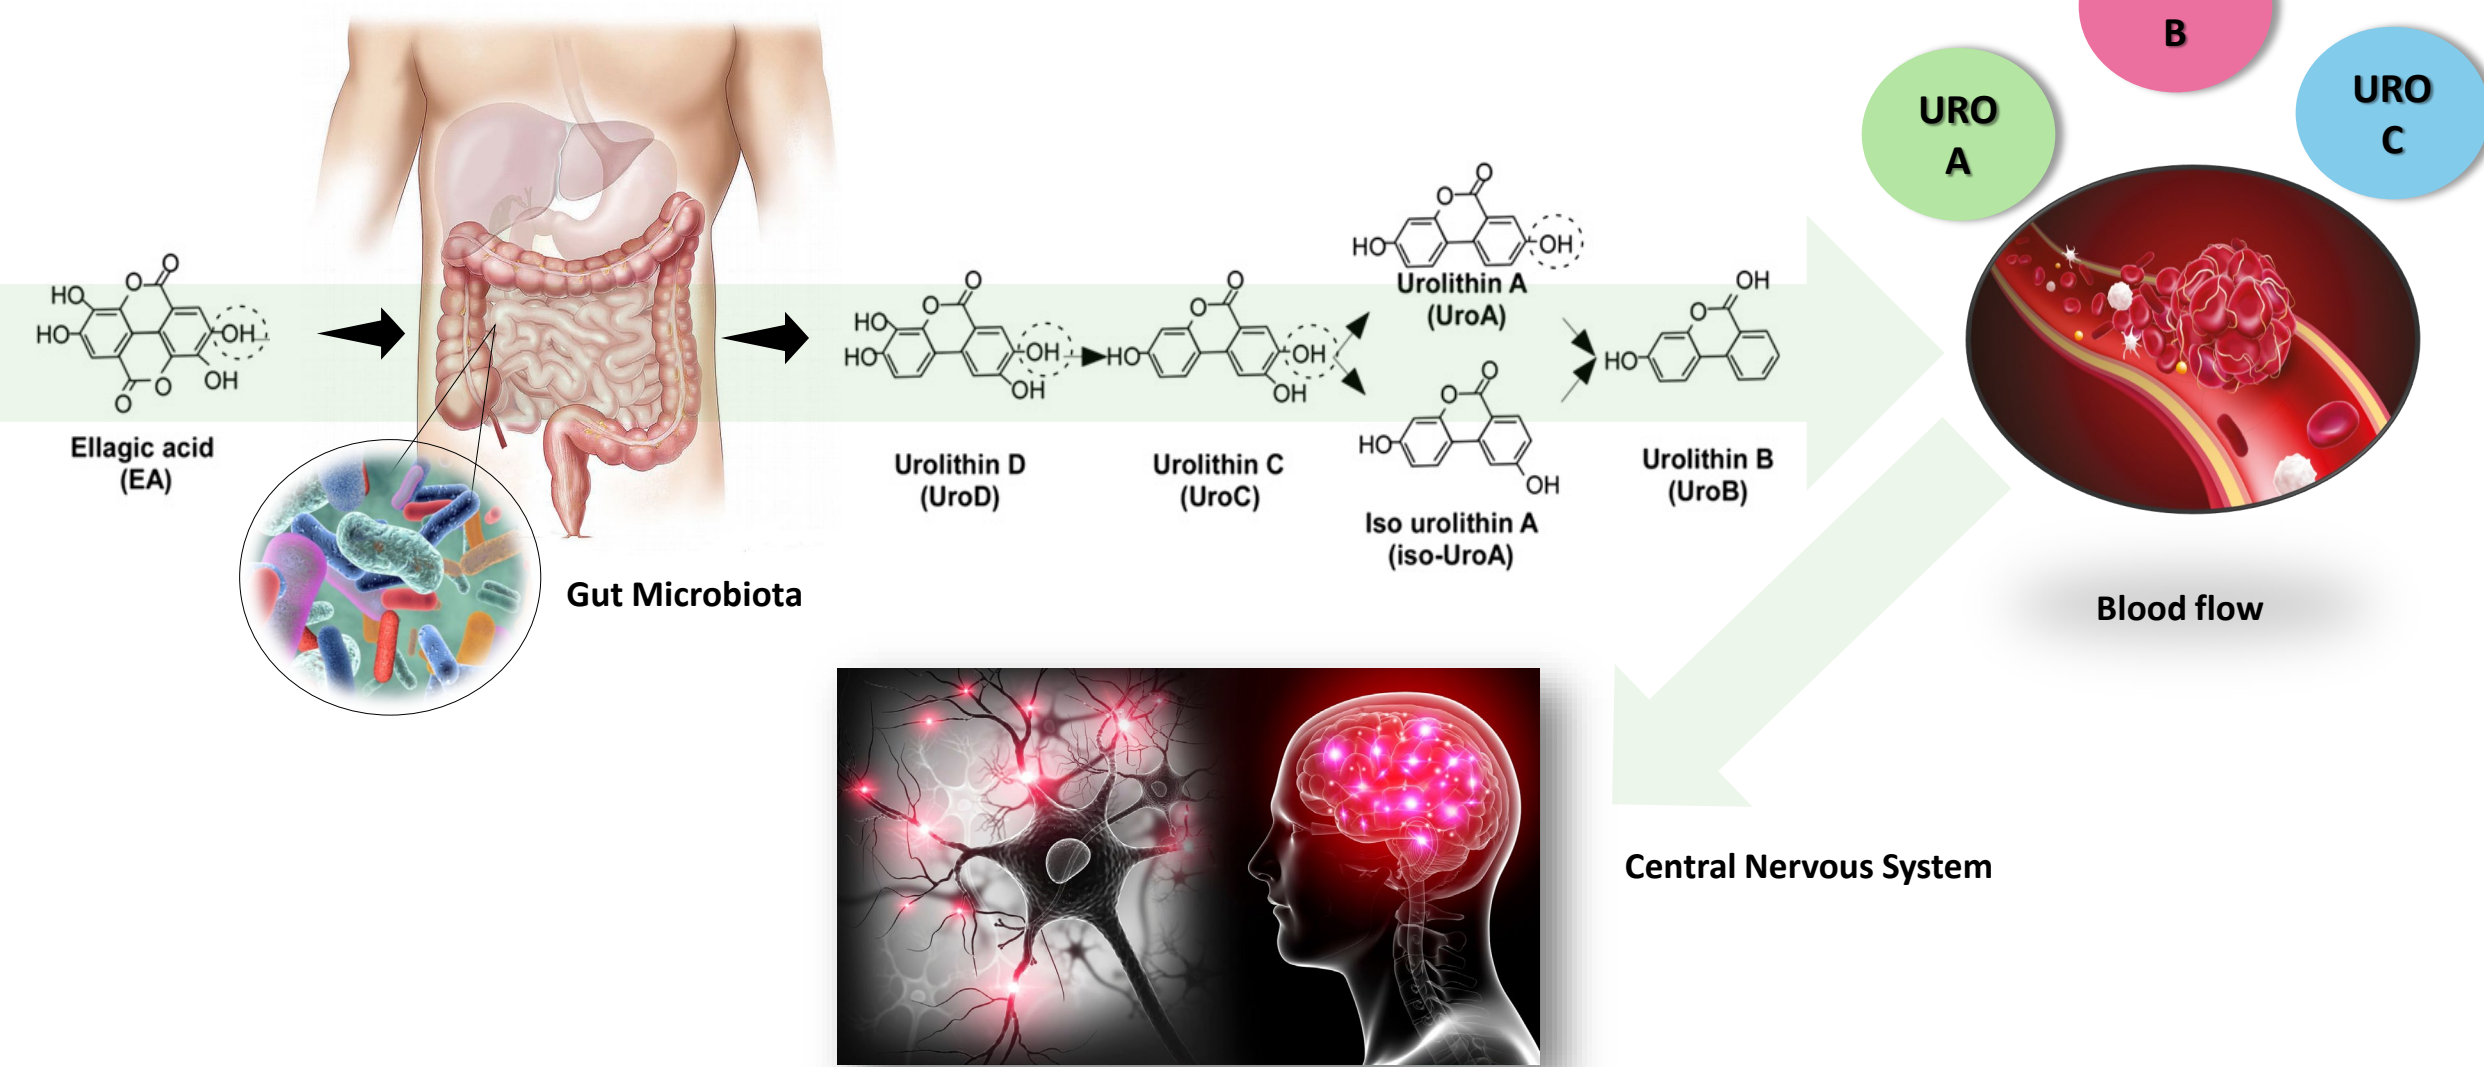 B
URO
A
URO
C
O
O
HO
HO
OH
OH
O
O
Ellagic acid
(EA)
Gut Microbiota
O
O
HO
HO
OH
OH
Urolithin D
(UroD)
O
O
HO
OH
OH
Urolithin C
(UroC)
O
O
HO
OH
Urolithin A
(UroA)
O
O
HO
OH
Iso urolithin A
(iso-UroA)
OH
O
HO
Urolithin B
(UroB)
Blood flow
Central Nervous System